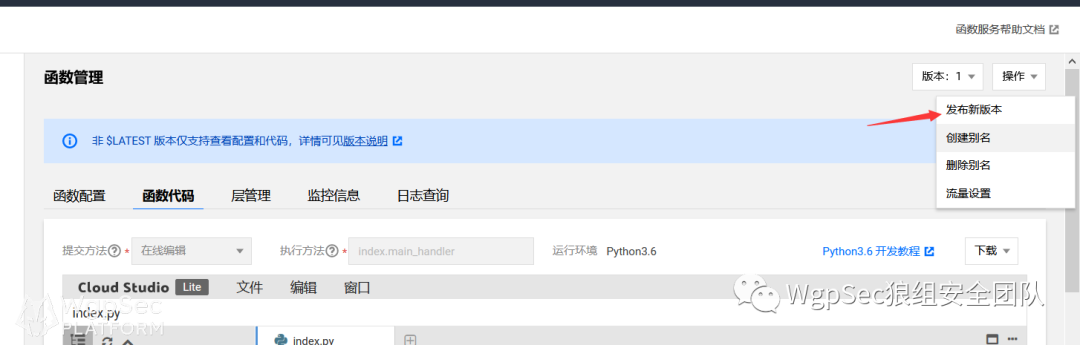 函数服务帮助文档
函数管理
版本：1 操作
发布新版本
非 $LATEST 版本仅支持查看配置和代码，详情可见版本说明
创建别名
删除别名
流量设置
函数配置 函数代码 层管理 监控信息 日志查询
提交方法 * 在线编辑 执行方法 * index.main_handler 运行环境 Python3.6 Python3.6 开发教程 下载
Cloud Studio Lite 文件 编辑 窗口
WgpSec狼组安全团队
WgpSec
PLATFORM
index.py
index.py